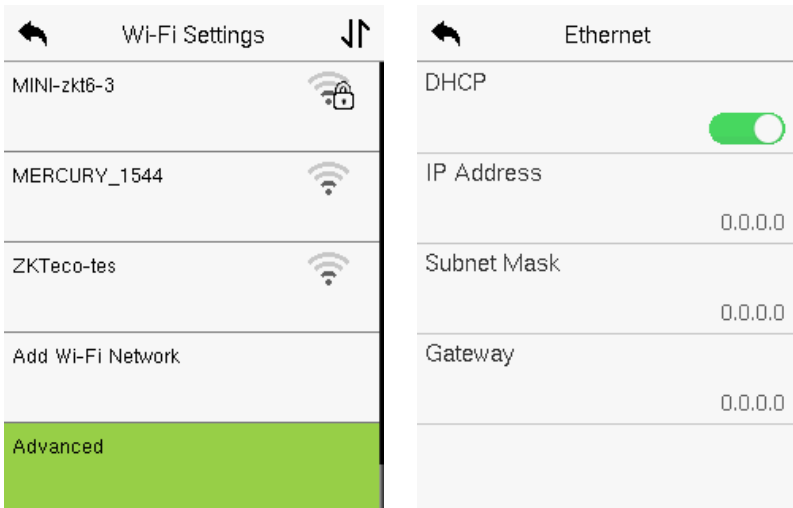 Wi-Fi Settings
MINI-zkt6-3
MERCURY_1544
ZKTeco-tes
Add Wi-Fi Network
Advanced
Ethernet
DHCP
IP Address
0.0.0.0
Subnet Mask
0.0.0.0
Gateway
0.0.0.0